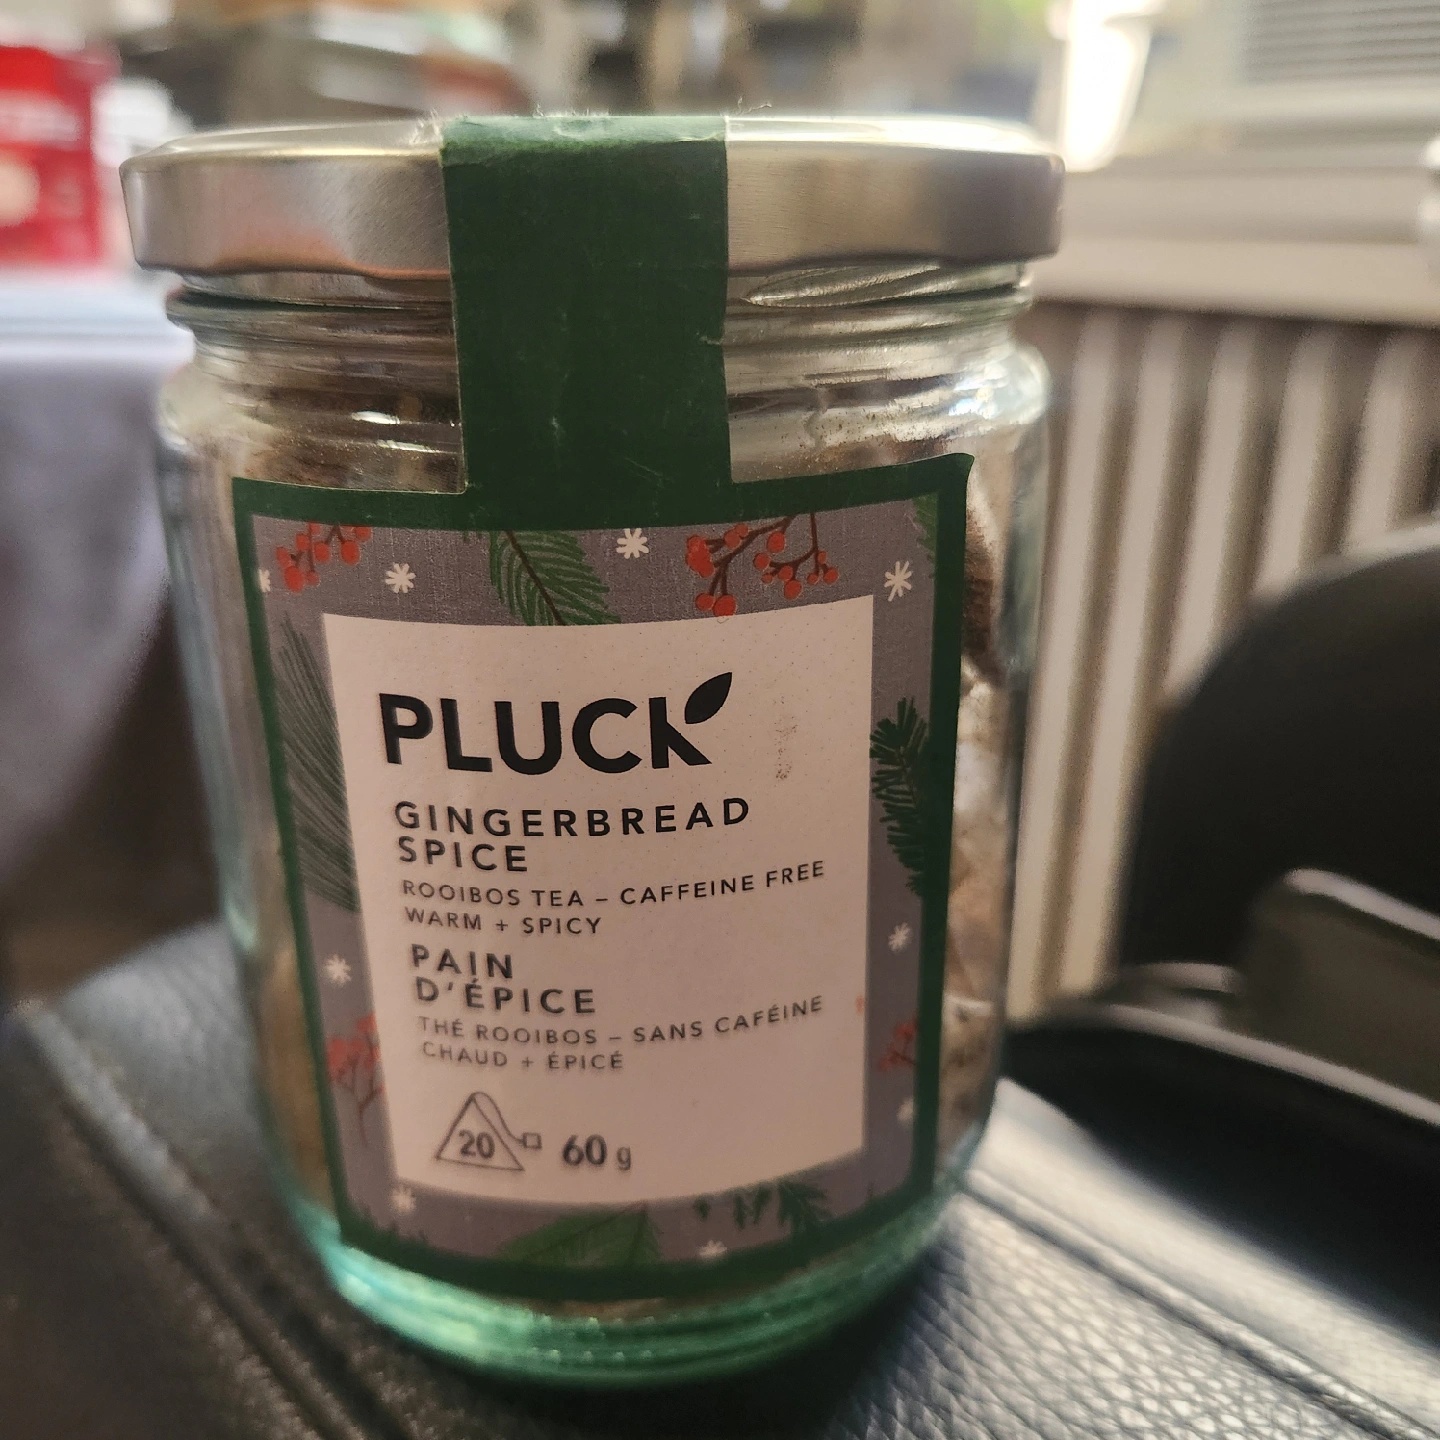 PLUCK
GINGERBREAD
SPICE
ROOIBOS TEA – CAFFEINE FREE
WARM + SPICY
PAIN
D'ÉPICE
THÉ ROOIBOS – SANS CAFÉINE
CHAUD + ÉPICÉ
20 60 g